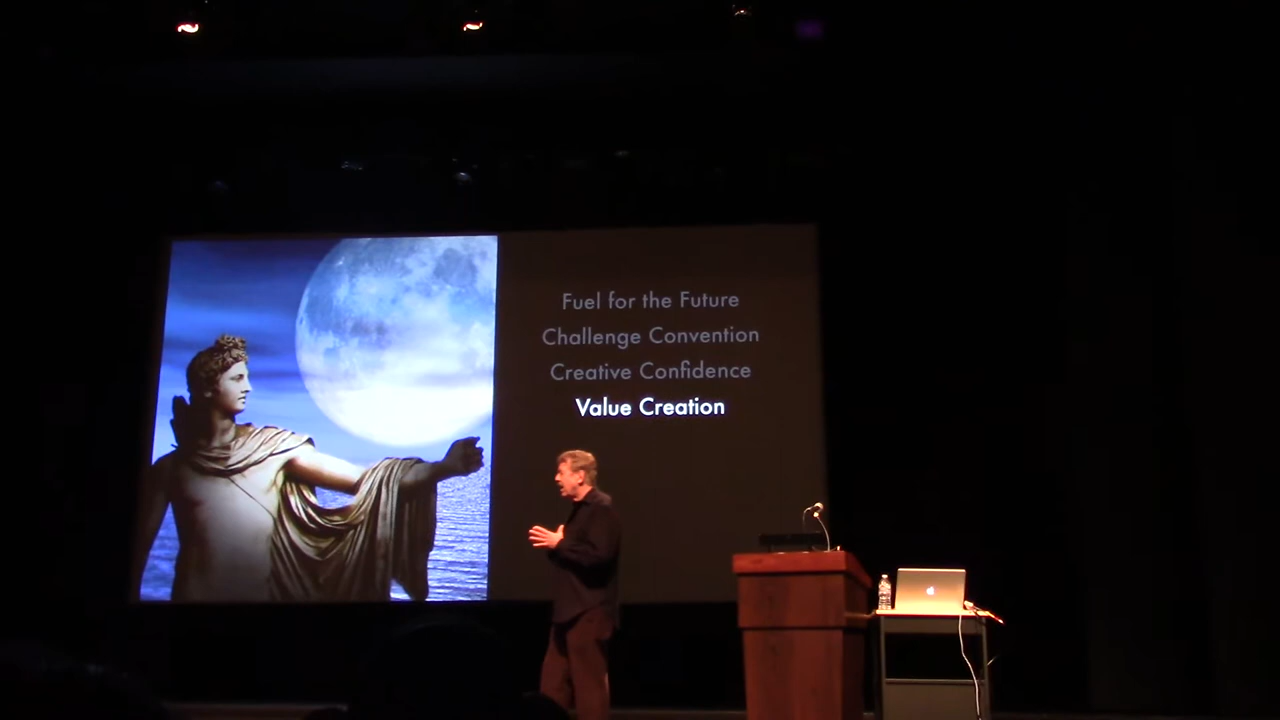 Fuel for the Future
Challenge Convention
Creative Confidence
Value Creation